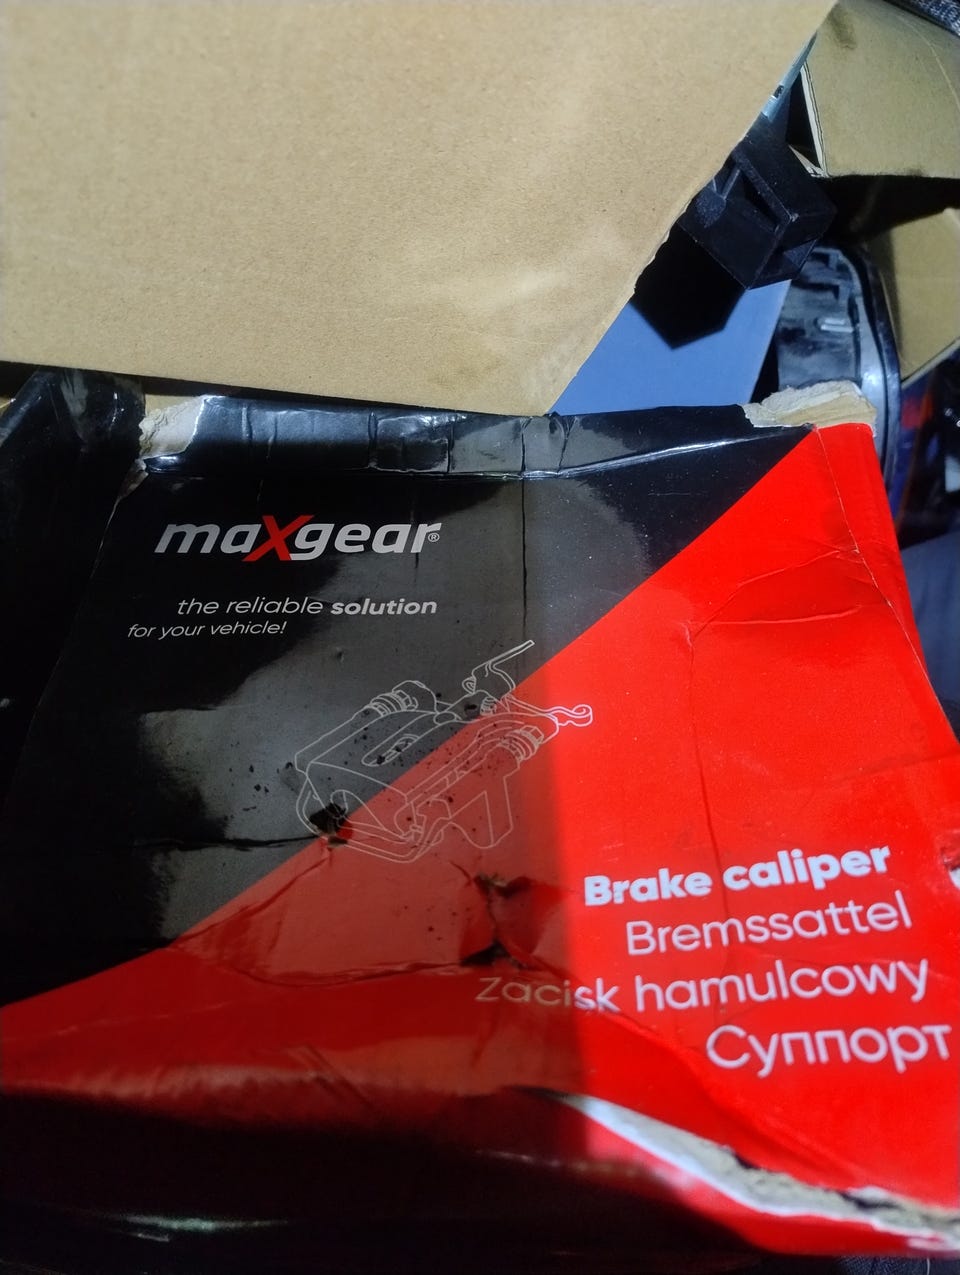 maXgear®
the reliable solution
for your vehicle!
Brake caliper
Bremssattel
Zacisk hamulcowy
Суппорт